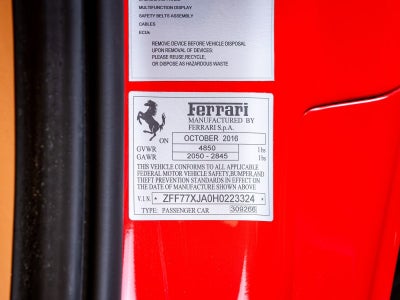 MULTIFUNCTION DISPLAY
SAFETY BELTS ASSEMBLY
CABLES
ECUs
REMOVE DEVICE BEFORE VEHICLE DISPOSAL
UPON REMOVAL OF DEVICES:
PLEASE REUSE,RECYCLE,
OR DISPOSE AS HAZARDOUS WASTE
Ferrari
MANUFACTURED BY
FERRARI S.p.A.
ON OCTOBER 2016
GVWR 4850 lbs
GAWR 2050 - 2845 lbs
THIS VEHICLE CONFORMS TO ALL APPLICABLE
FEDERAL MOTOR VEHICLE SAFETY, BUMPER,AND
THEFT PREVENTION STANDARDS IN EFFECT ON
THE DATE OF MANUFACTURE SHOWN ABOVE
V.I.N. * ZFF77XJA0H0223324 *
TYPE: PASSENGER CAR 309266